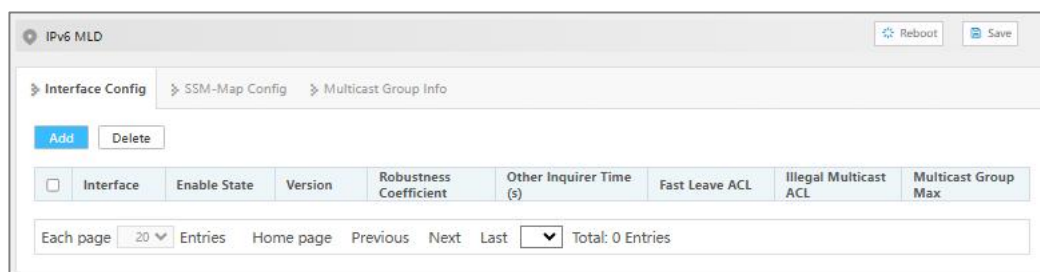 IPv6 MLD
Reboot
Save
Interface Config
SSM-Map Config
Multicast Group Info
Add
Delete
Interface
Enable State
Version
Robustness
Coefficient
Other Inquirer Time
(s)
Fast Leave ACL
Illegal Multicast
ACL
Multicast Group
Max
Each page 20 Entries Home page Previous Next Last Total: 0 Entries